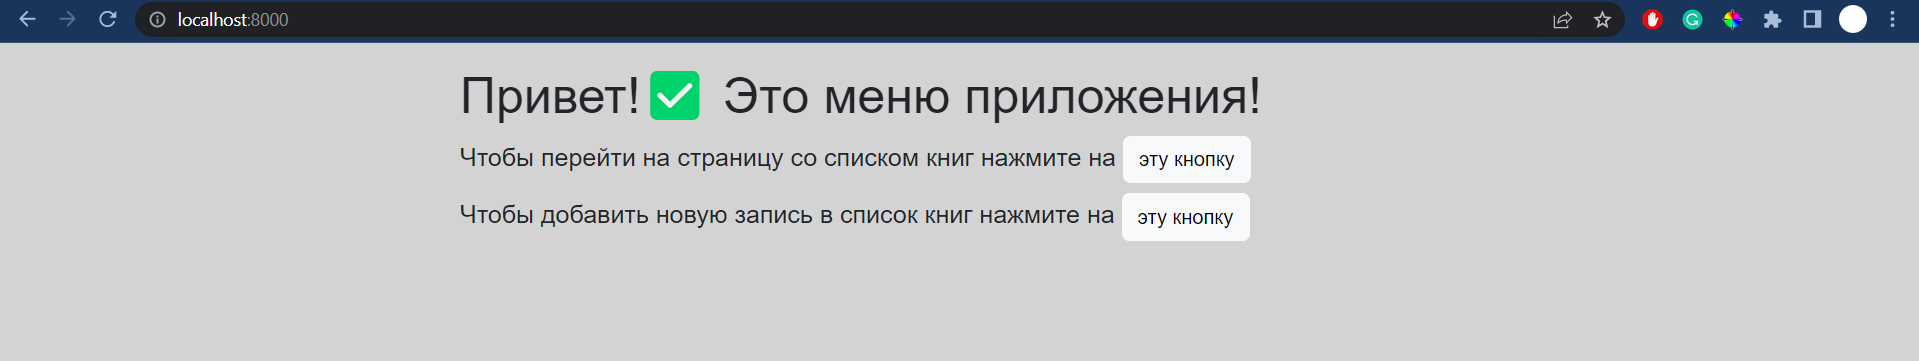 localhost:8000
Привет! ✅ Это меню приложения!
Чтобы перейти на страницу со списком книг нажмите на эту кнопку
Чтобы добавить новую запись в список книг нажмите на эту кнопку